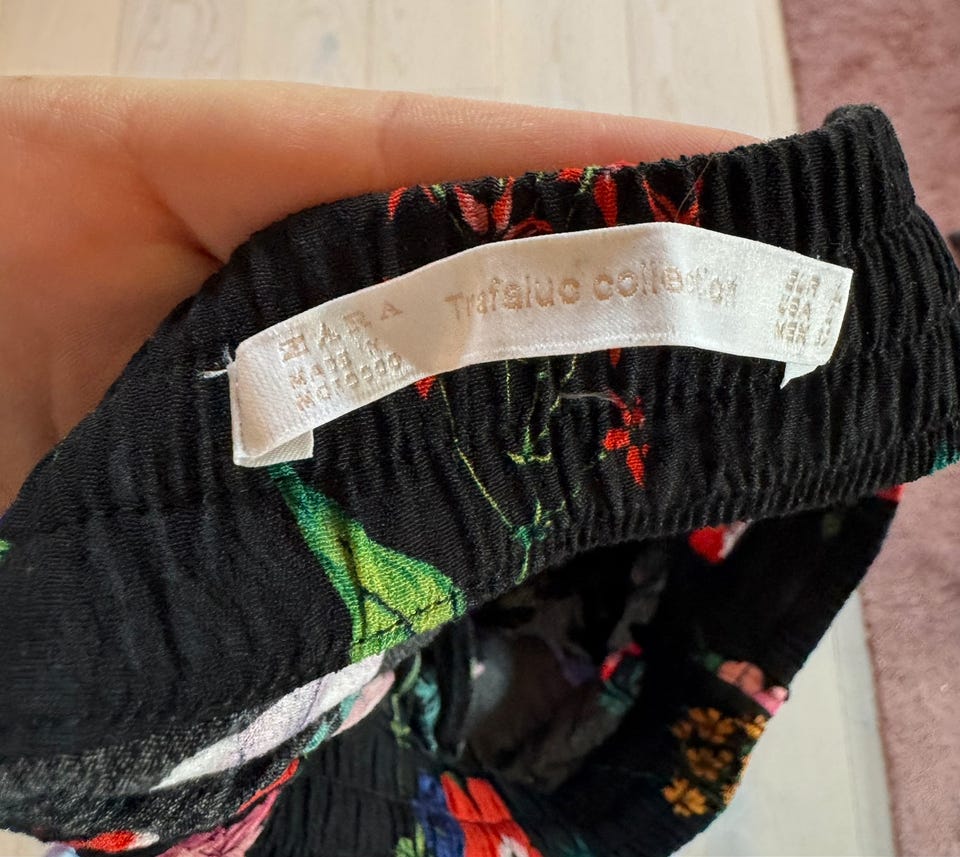 ZARA
MADE IN
MOROCCO
Trafaluc collection
EUR
USA
MEX